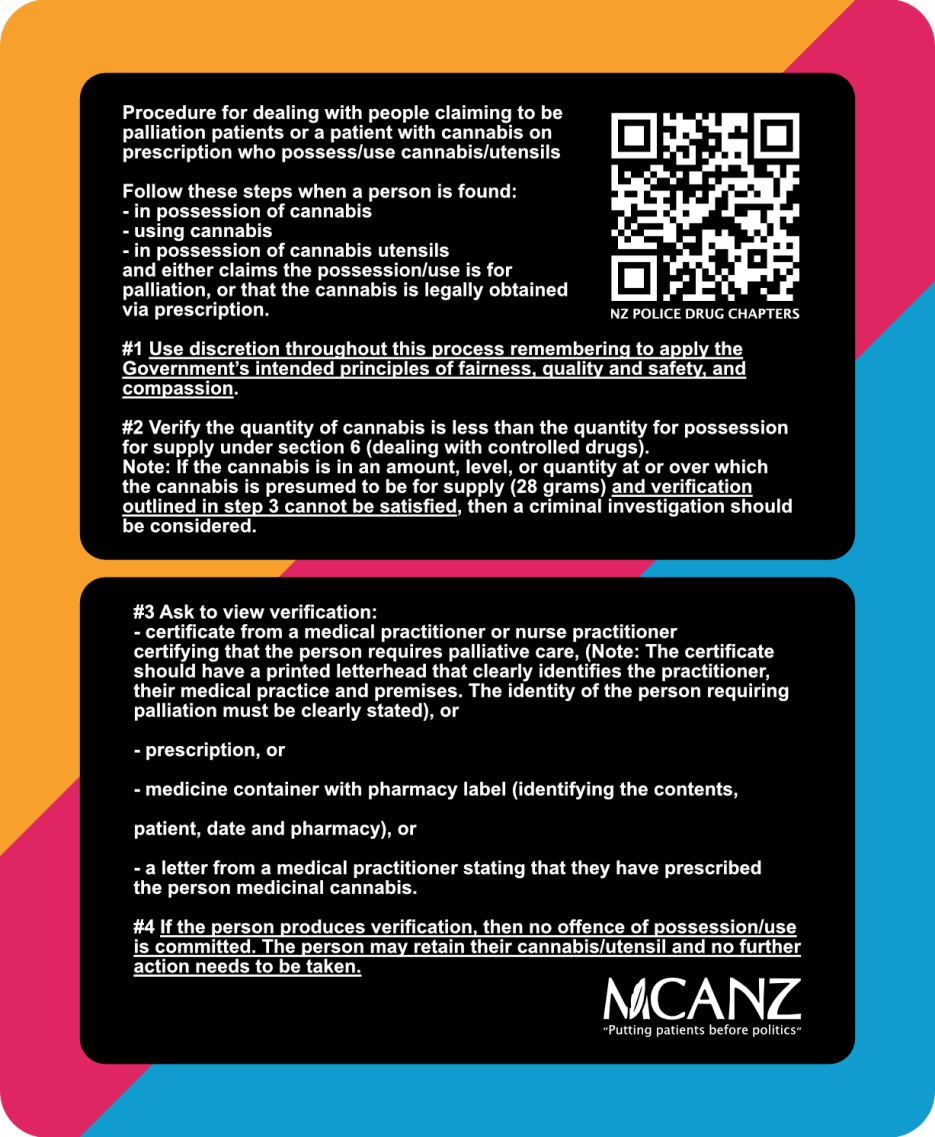 Procedure for dealing with people claiming to be
palliation patients or a patient with cannabis on
prescription who possess/use cannabis/utensils
Follow these steps when a person is found:
- in possession of cannabis
- using cannabis
- in possession of cannabis utensils
and either claims the possession/use is for
palliation, or that the cannabis is legally obtained
via prescription.
NZ POLICE DRUG CHAPTERS
#1 Use discretion throughout this process remembering to apply the
Government's intended principles of fairness, quality and safety, and
compassion.
#2 Verify the quantity of cannabis is less than the quantity for possession
for supply under section 6 (dealing with controlled drugs).
Note: If the cannabis is in an amount, level, or quantity at or over which
the cannabis is presumed to be for supply (28 grams) and verification
outlined in step 3 cannot be satisfied, then a criminal investigation should
be considered.
#3 Ask to view verification:
- certificate from a medical practitioner or nurse practitioner
certifying that the person requires palliative care, (Note: The certificate
should have a printed letterhead that clearly identifies the practitioner,
their medical practice and premises. The identity of the person requiring
palliation must be clearly stated), or
- prescription, or
- medicine container with pharmacy label (identifying the contents,
patient, date and pharmacy), or
- a letter from a medical practitioner stating that they have prescribed
the person medicinal cannabis.
#4 If the person produces verification, then no offence of possession/use
is committed. The person may retain their cannabis/utensil and no further
action needs to be taken.
MCANZ
"Putting patients before politics"